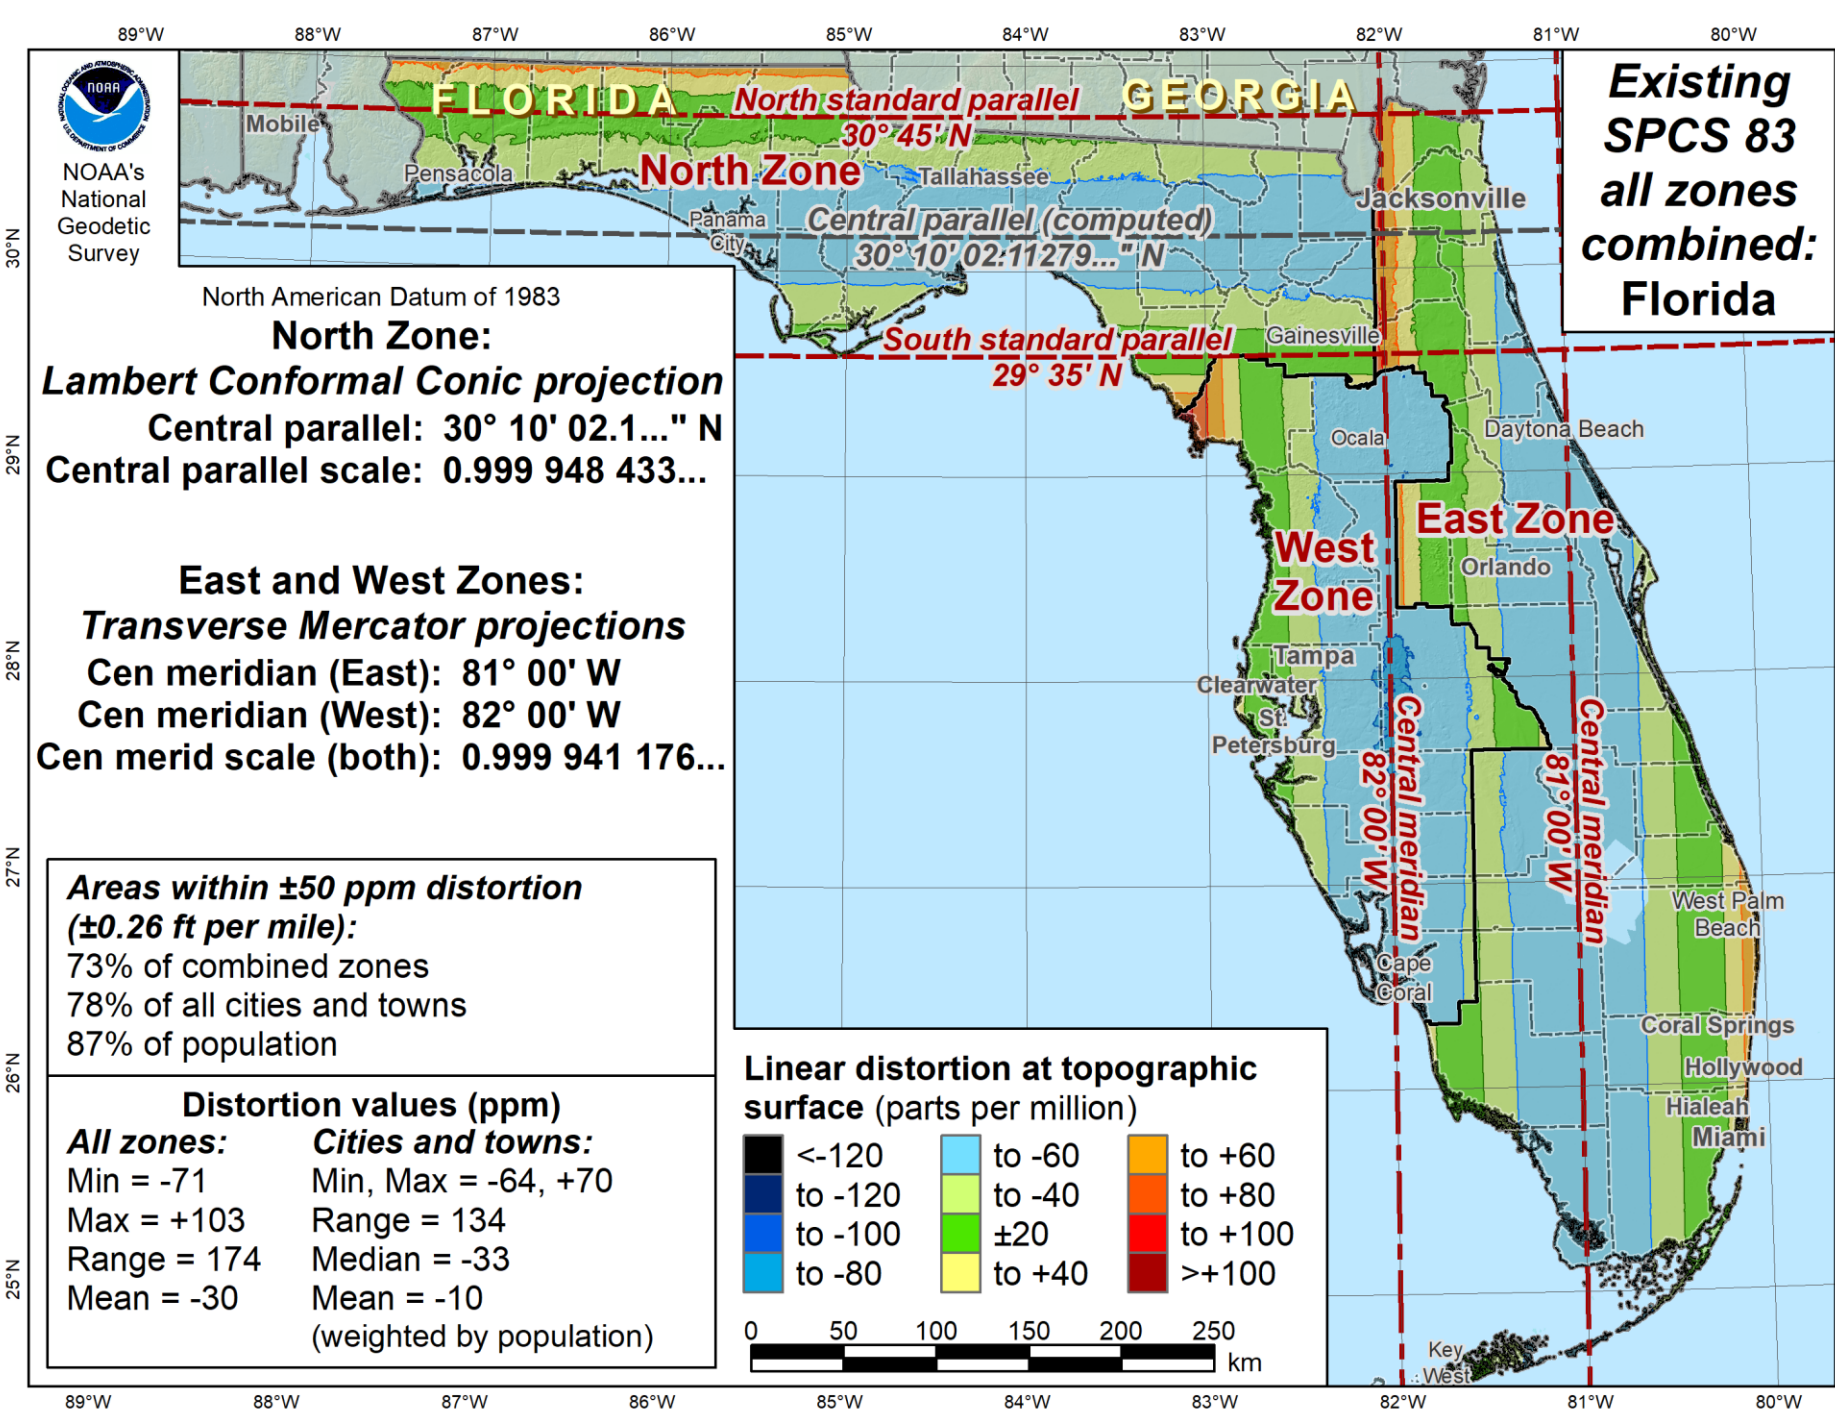 89°W 88°W 87°W 86°W 85°W 84°W 83°W 82°W 81°W 80°W
NOAA
NATIONAL OCEANIC AND ATMOSPHERIC ADMINISTRATION
U.S. DEPARTMENT OF COMMERCE
NOAA's
National
Geodetic
Survey
Existing
SPCS 83
all zones
combined:
Florida
FLORIDA
GEORGIA
North standard parallel
30° 45' N
Mobile
Pensacola
North Zone
Tallahassee
Jacksonville
Panama
City
Central parallel (computed)
30° 10' 02.11279..." N
South standard parallel
29° 35' N
Gainesville
Ocala
Daytona Beach
East Zone
West
Zone
Orlando
Tampa
Clearwater
St.
Petersburg
Central meridian
82° 00' W
Central meridian
81° 00' W
West Palm
Beach
Cape
Coral
Coral Springs
Hollywood
Hialeah
Miami
Key
West
30°N
29°N
28°N
27°N
26°N
25°N
North American Datum of 1983
North Zone:
Lambert Conformal Conic projection
Central parallel: 30° 10' 02.1..." N
Central parallel scale: 0.999 948 433...
East and West Zones:
Transverse Mercator projections
Cen meridian (East): 81° 00' W
Cen meridian (West): 82° 00' W
Cen merid scale (both): 0.999 941 176...
Areas within ±50 ppm distortion
(±0.26 ft per mile):
73% of combined zones
78% of all cities and towns
87% of population
Distortion values (ppm)
All zones: Cities and towns:
Min = -71 Min, Max = -64, +70
Max = +103 Range = 134
Range = 174 Median = -33
Mean = -30 Mean = -10
(weighted by population)
Linear distortion at topographic
surface (parts per million)
<-120 to -60 to +60
to -120 to -40 to +80
to -100 ±20 to +100
to -80 to +40 >+100
0 50 100 150 200 250
km
89°W 88°W 87°W 86°W 85°W 84°W 83°W 82°W 81°W 80°W